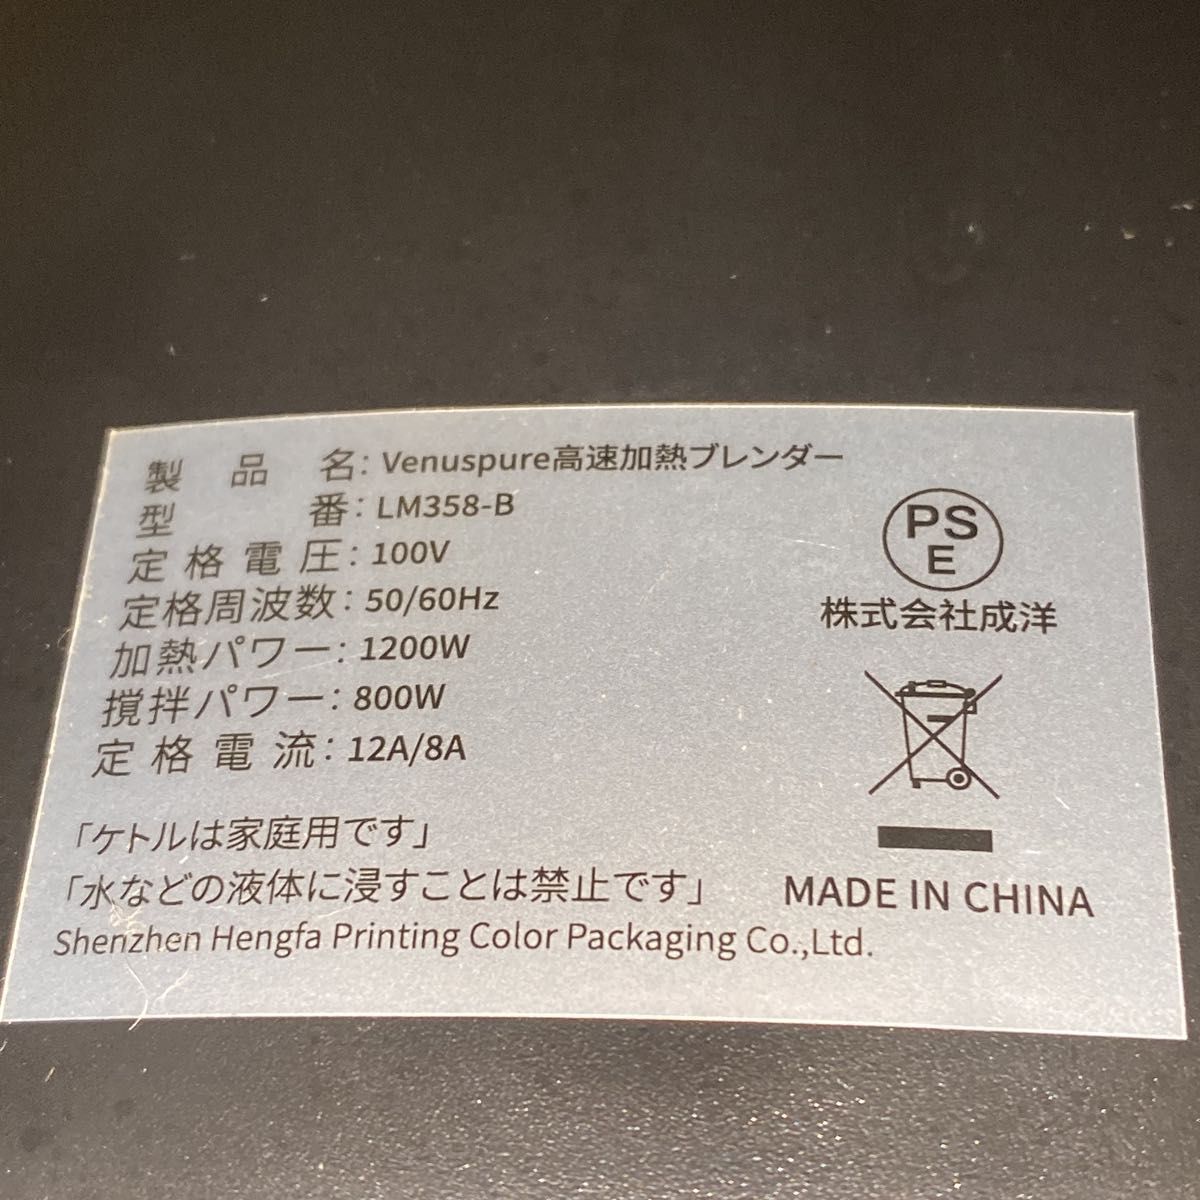 製品名: Venuspure高速加熱ブレンダー
型番: LM358-B
定格電圧: 100V
定格周波数: 50/60Hz
加熱パワー: 1200W
撹拌パワー: 800W
定格電流: 12A/8A
PS
E
株式会社成洋
「ケトルは家庭用です」
「水などの液体に浸すことは禁止です」
MADE IN CHINA
Shenzhen Hengfa Printing Color Packaging Co.,Ltd.